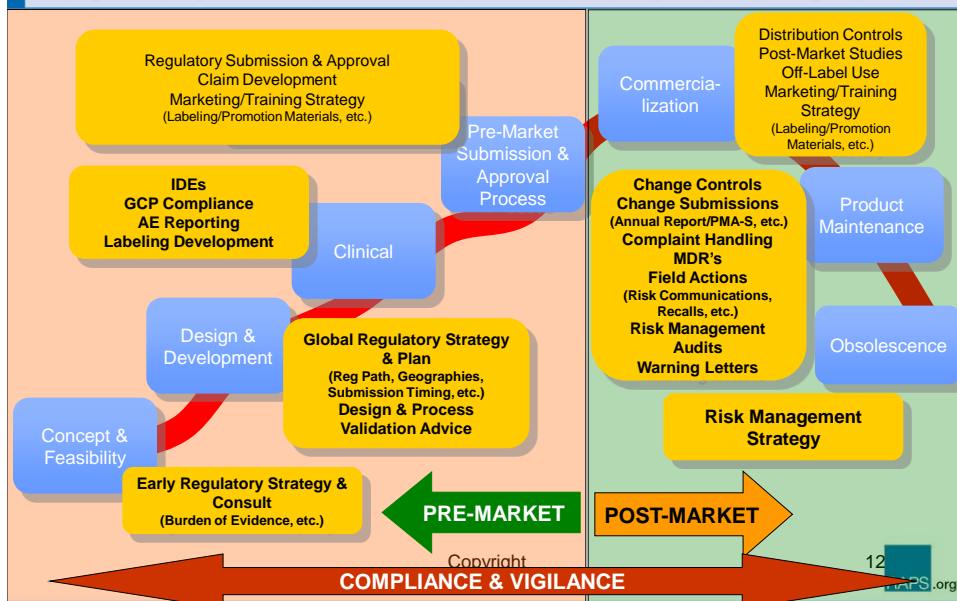 Regulatory Submission & Approval
Claim Development
Marketing/Training Strategy
(Labeling/Promotion Materials, etc.)
Pre-Market
Submission &
Approval
Process
Commercia-
lization
Distribution Controls
Post-Market Studies
Off-Label Use
Marketing/Training
Strategy
(Labeling/Promotion
Materials, etc.)
IDEs
GCP Compliance
AE Reporting
Labeling Development
Clinical
Change Controls
Change Submissions
(Annual Report/PMA-S, etc.)
Complaint Handling
MDR's
Field Actions
(Risk Communications,
Recalls, etc.)
Risk Management
Audits
Warning Letters
Product
Maintenance
Design &
Development
Global Regulatory Strategy
& Plan
(Reg Path, Geographies,
Submission Timing, etc.)
Design & Process
Validation Advice
Obsolescence
Concept &
Feasibility
Risk Management
Strategy
Early Regulatory Strategy &
Consult
(Burden of Evidence, etc.)
PRE-MARKET
POST-MARKET
Copyright
12
COMPLIANCE & VIGILANCE
.org